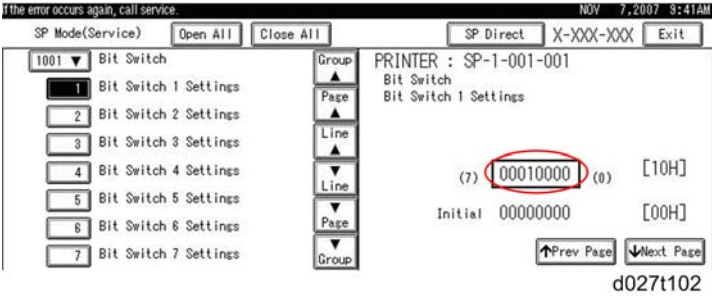 If the error occurs again, call service. NOV 7,2007 9:41AM
SP Mode(Service) Open All Close All SP Direct X-XXX-XXX Exit
1001 ▼ Bit Switch
1 Bit Switch 1 Settings
2 Bit Switch 2 Settings
3 Bit Switch 3 Settings
4 Bit Switch 4 Settings
5 Bit Switch 5 Settings
6 Bit Switch 6 Settings
7 Bit Switch 7 Settings
Group
▲
Page
▲
Line
▲
▼
Line
▼
Page
▼
Group
PRINTER : SP-1-001-001
Bit Switch
Bit Switch 1 Settings
(7) 00010000 (0) [10H]
Initial 00000000 [00H]
↑Prev Page ↓Next Page
d027t102